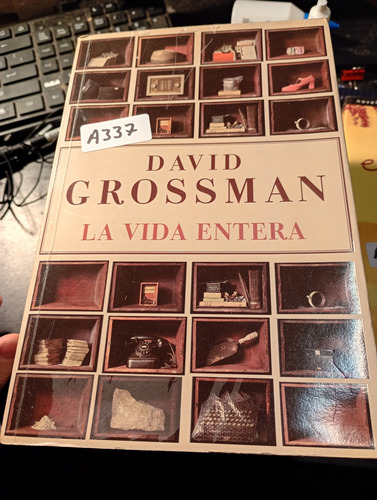 A337
DAVID
GROSSMAN
LA VIDA ENTERA